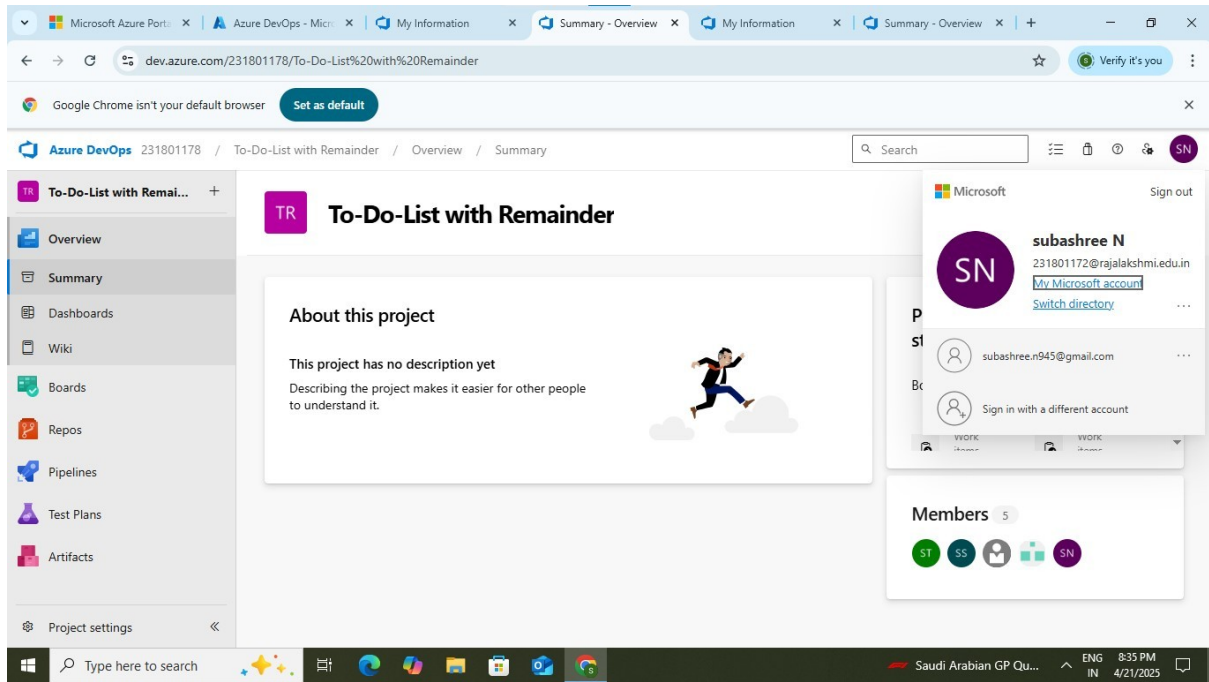 Microsoft Azure Porta
Azure DevOps - Micro
My Information
Summary - Overview
My Information
Summary - Overview
dev.azure.com/231801178/To-Do-List%20with%20Remainder
Verify it's you
Google Chrome isn't your default browser
Set as default
Azure DevOps 231801178 / To-Do-List with Remainder / Overview / Summary
Search
SN
TR To-Do-List with Remai... +
Overview
Summary
Dashboards
Wiki
Boards
Repos
Pipelines
Test Plans
Artifacts
Project settings
TR To-Do-List with Remainder
About this project
This project has no description yet
Describing the project makes it easier for other people
to understand it.
Microsoft
Sign out
SN
subashree N
231801172@rajalakshmi.edu.in
My Microsoft account
Switch directory
...
subashree.n945@gmail.com
...
Sign in with a different account
P
st
Bo
Work
items
Work
items
Members 5
ST SS SN
Type here to search
Saudi Arabian GP Qu...
ENG
IN
8:35 PM
4/21/2025